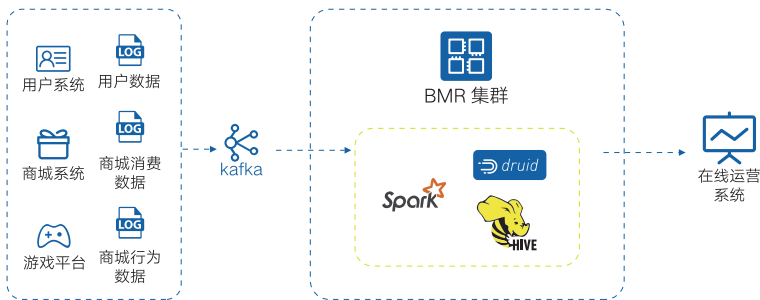 LOG
用户系统
用户数据
LOG
商城系统
商城消费
数据
LOG
游戏平台
商城行为
数据
kafka
BMR 集群
Spark
druid
HIVE
在线运营
系统